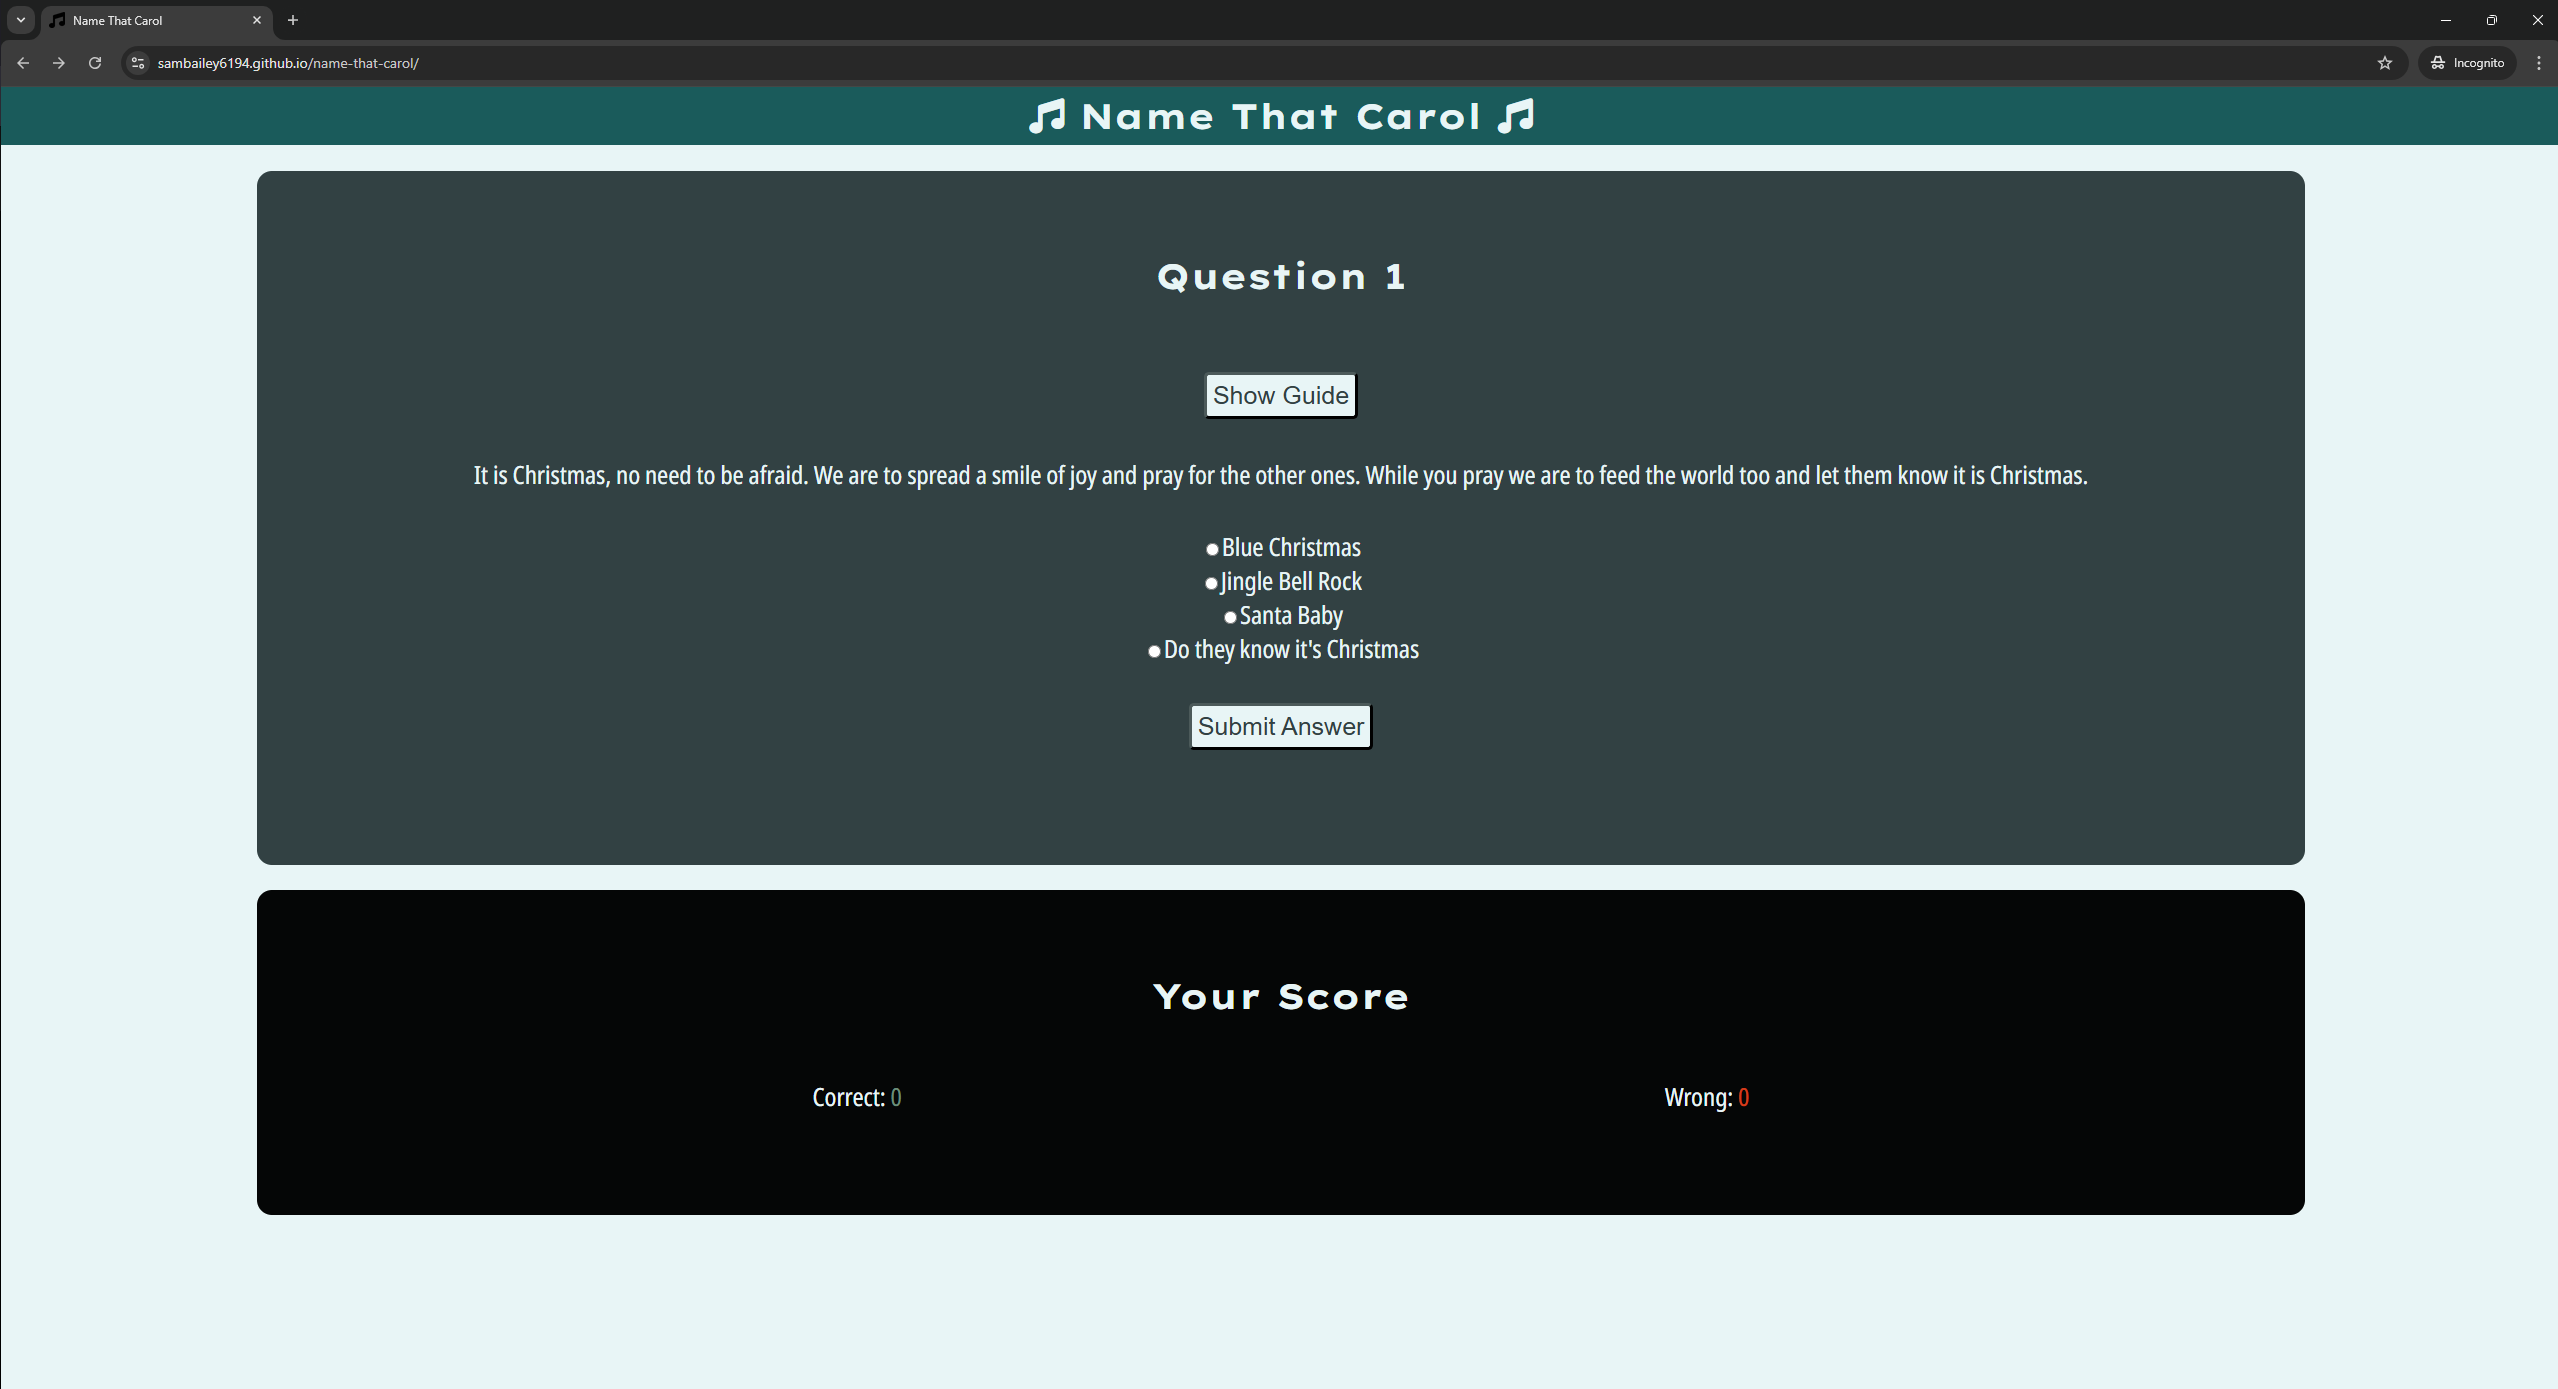 Name That Carol
sambailey6194.github.io/name-that-carol/
Incognito
Name That Carol
Question 1
Show Guide
It is Christmas, no need to be afraid. We are to spread a smile of joy and pray for the other ones. While you pray we are to feed the world too and let them know it is Christmas.
Blue Christmas
Jingle Bell Rock
Santa Baby
Do they know it's Christmas
Submit Answer
Your Score
Correct: 0
Wrong: 0